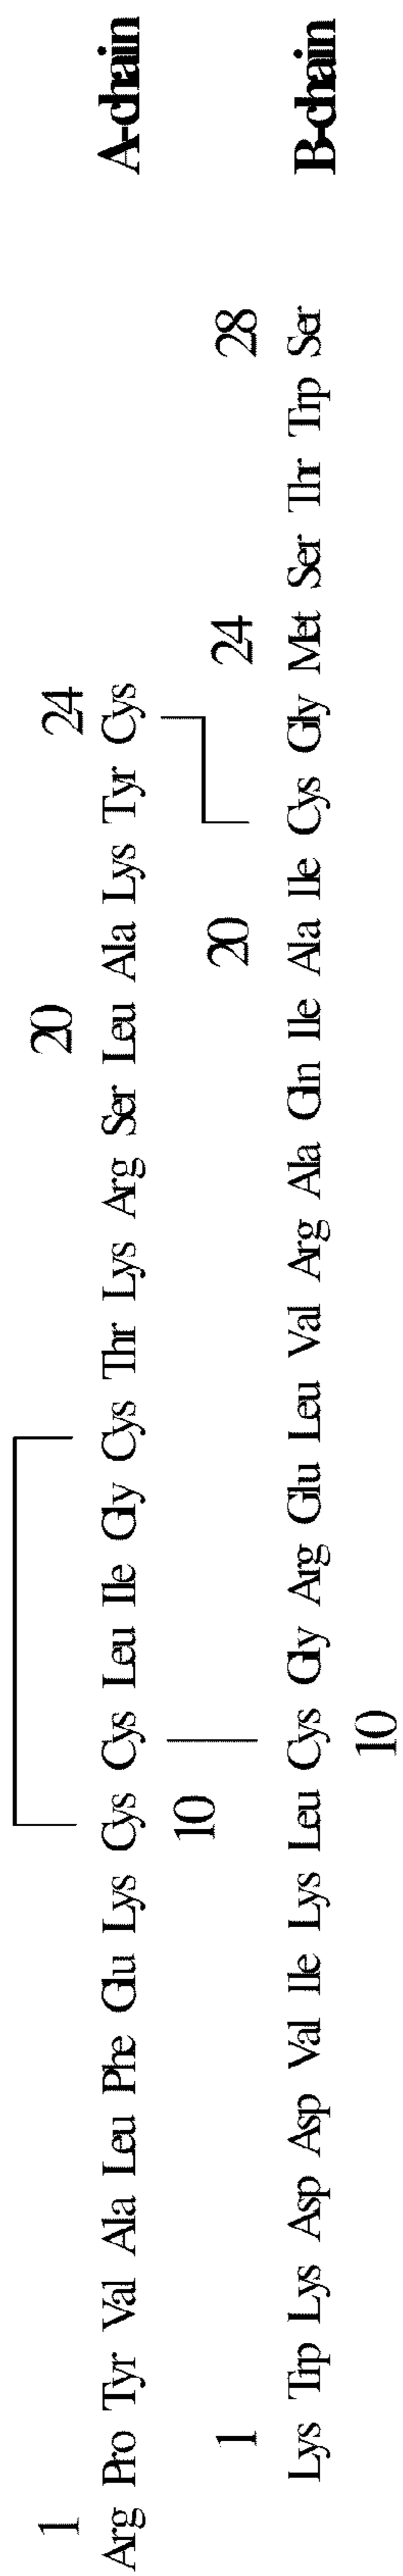 1 20 24
Arg Pro Tyr Val Ala Leu Phe Glu Lys Cys Cys Leu Ile Gly Cys Thr Lys Arg Ser Leu Ala Lys Tyr Cys A-chain
10
1 20 24 28
Lys Trp Lys Asp Asp Val Ile Lys Leu Cys Gly Arg Glu Leu Val Arg Ala Gln Ile Ala Ile Cys Gly Met Ser Thr Trp Ser B-chain
10